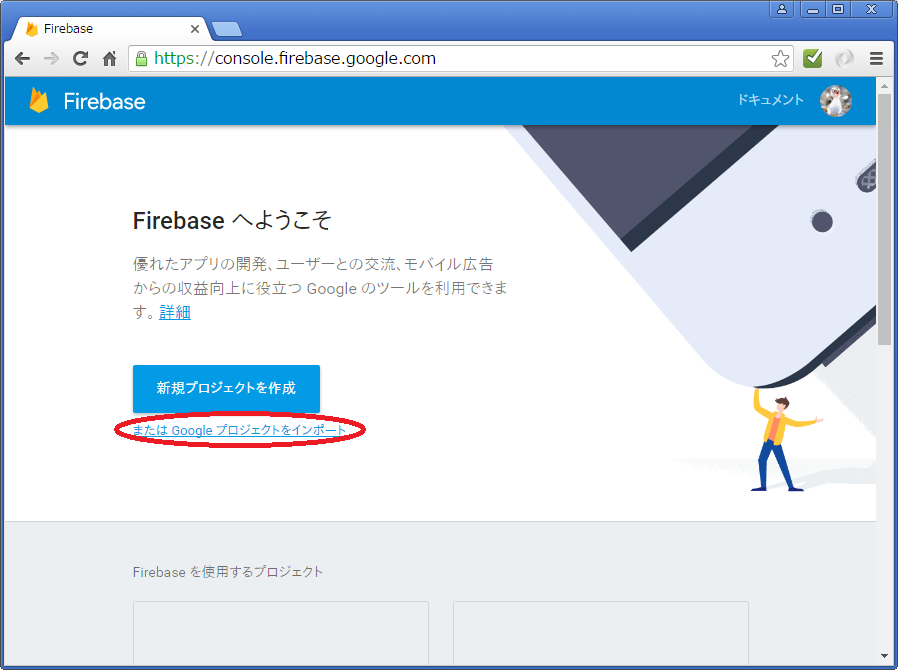 Firebase
https://console.firebase.google.com
Firebase
ドキュメント
Firebase へようこそ
優れたアプリの開発、ユーザーとの交流、モバイル広告
からの収益向上に役立つ Google のツールを利用できま
す。詳細
新規プロジェクトを作成
または Google プロジェクトをインポート
Firebase を使用するプロジェクト